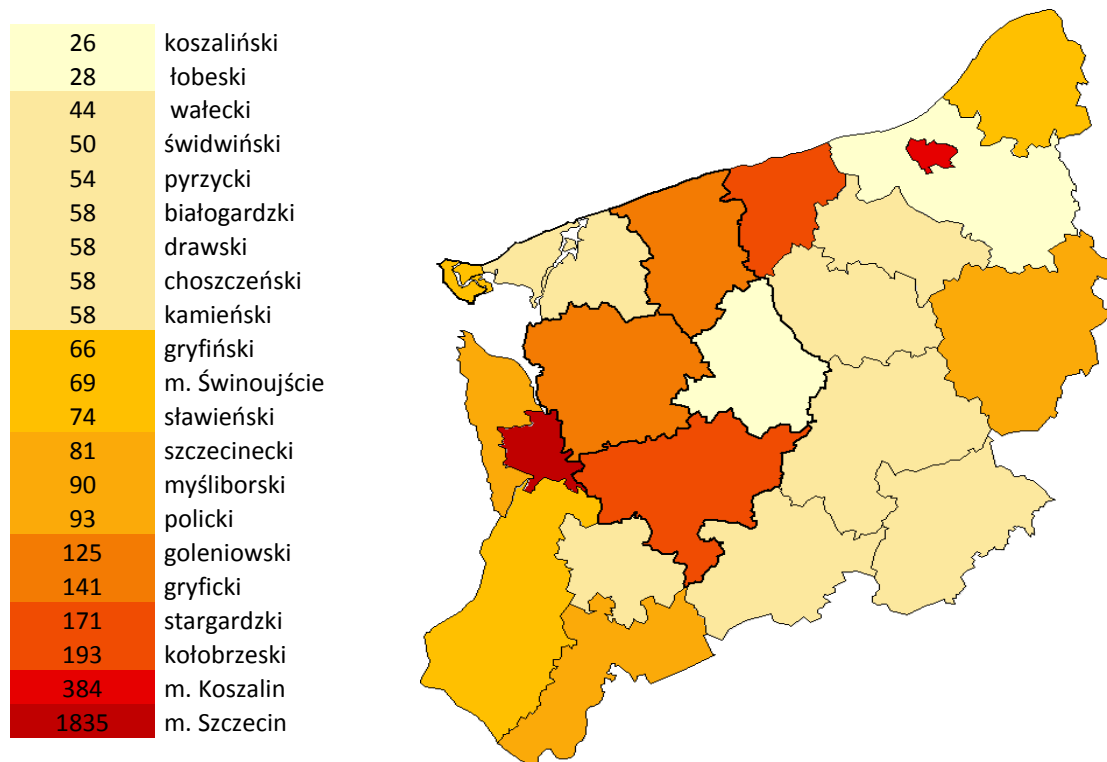 26 koszaliński
28 łobeski
44 wałecki
50 świdwiński
54 pyrzycki
58 białogardzki
58 drawski
58 choszczeński
58 kamieński
66 gryfiński
69 m. Świnoujście
74 sławieński
81 szczecinecki
90 myśliborski
93 policki
125 goleniowski
141 gryficki
171 stargardzki
193 kołobrzeski
384 m. Koszalin
1835 m. Szczecin